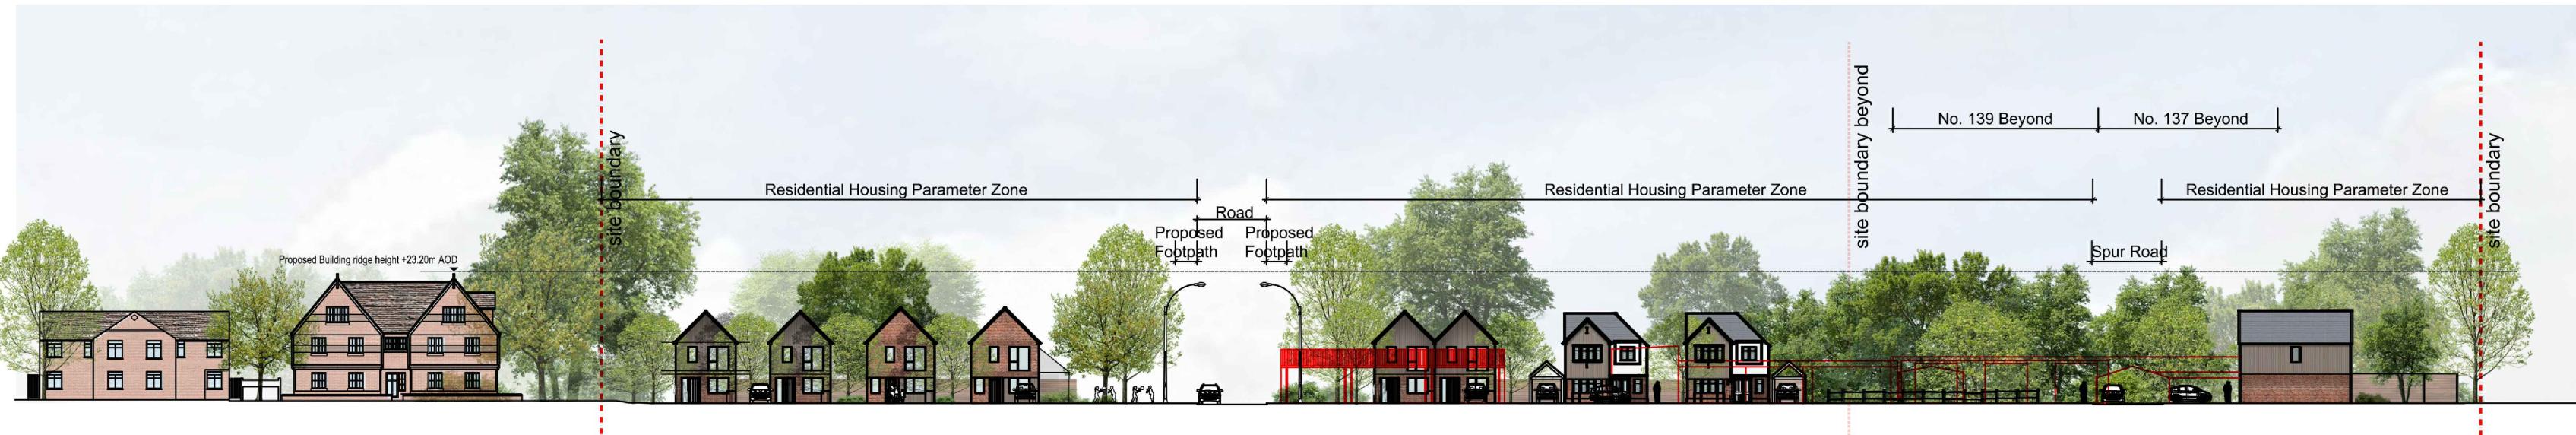 Proposed Building ridge height +23.20m AOD
site boundary
Residential Housing Parameter Zone
Road
Proposed
Footpath
Proposed
Footpath
Residential Housing Parameter Zone
site boundary beyond
No. 139 Beyond
No. 137 Beyond
Spur Road
Residential Housing Parameter Zone
site boundary